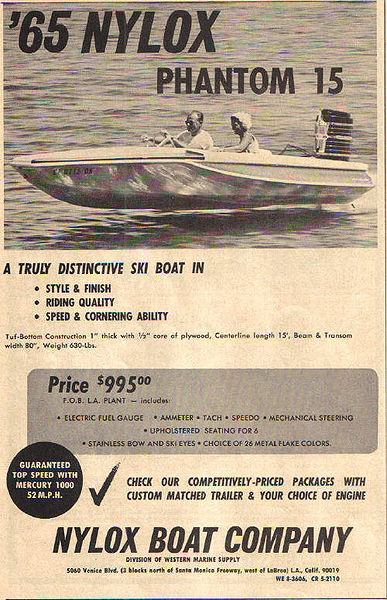 '65 NYLOX
PHANTOM 15
A TRULY DISTINCTIVE SKI BOAT IN
• STYLE & FINISH
• RIDING QUALITY
• SPEED & CORNERING ABILITY
Tuf-Bottom Construction 1" thick with ½" core of plywood, Centerline length 15', Beam & Transom
width 80", Weight 630-Lbs.
Price $99500
F.O.B. L.A. PLANT — includes:
• ELECTRIC FUEL GAUGE • AMMETER • TACH • SPEEDO • MECHANICAL STEERING
• UPHOLSTERED SEATING FOR 6
• STAINLESS BOW AND SKI EYES • CHOICE OF 26 METAL FLAKE COLORS.
GUARANTEED
TOP SPEED WITH
MERCURY 1000
52 M.P.H.
CHECK OUR COMPETITIVELY-PRICED PACKAGES WITH
CUSTOM MATCHED TRAILER & YOUR CHOICE OF ENGINE
NYLOX BOAT COMPANY
DIVISION OF WESTERN MARINE SUPPLY
5060 Venice Blvd. (3 blocks north of Santa Monica Freeway, west of LaBrea) L.A., Calif. 90019
WE 8-3606, CR 5-2110